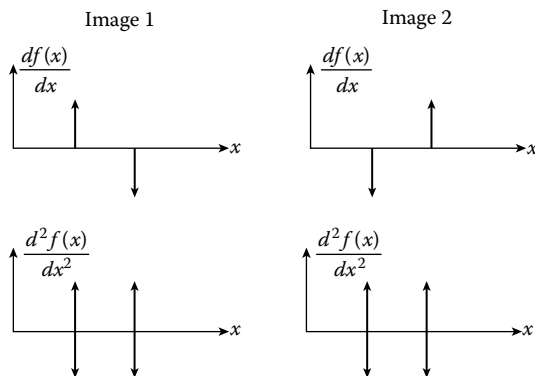 Image 1
Image 2
df(x)
dx
x
df(x)
dx
x
d²f(x)
dx²
x
d²f(x)
dx²
x